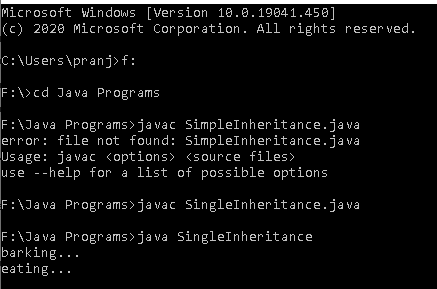 Microsoft Windows [Version 10.0.19041.450]
(c) 2020 Microsoft Corporation. All rights reserved.
C:\Users\pranj>f:
F:\>cd Java Programs
F:\Java Programs>javac SimpleInheritance.java
error: file not found: SimpleInheritance.java
Usage: javac <options> <source files>
use --help for a list of possible options
F:\Java Programs>javac SingleInheritance.java
F:\Java Programs>java SingleInheritance
barking...
eating...